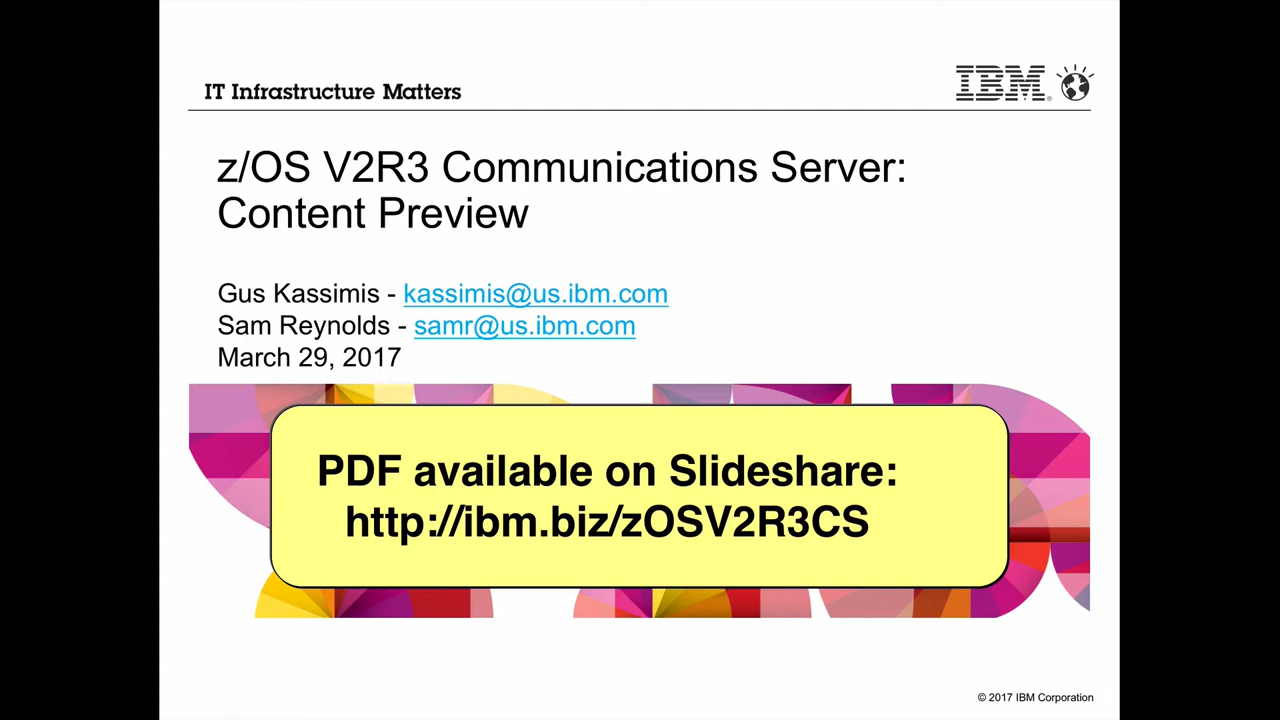 IT Infrastructure Matters
IBM®
z/OS V2R3 Communications Server:
Content Preview
Gus Kassimis - kassimis@us.ibm.com
Sam Reynolds - samr@us.ibm.com
March 29, 2017
PDF available on Slideshare:
http://ibm.biz/zOSV2R3CS
© 2017 IBM Corporation